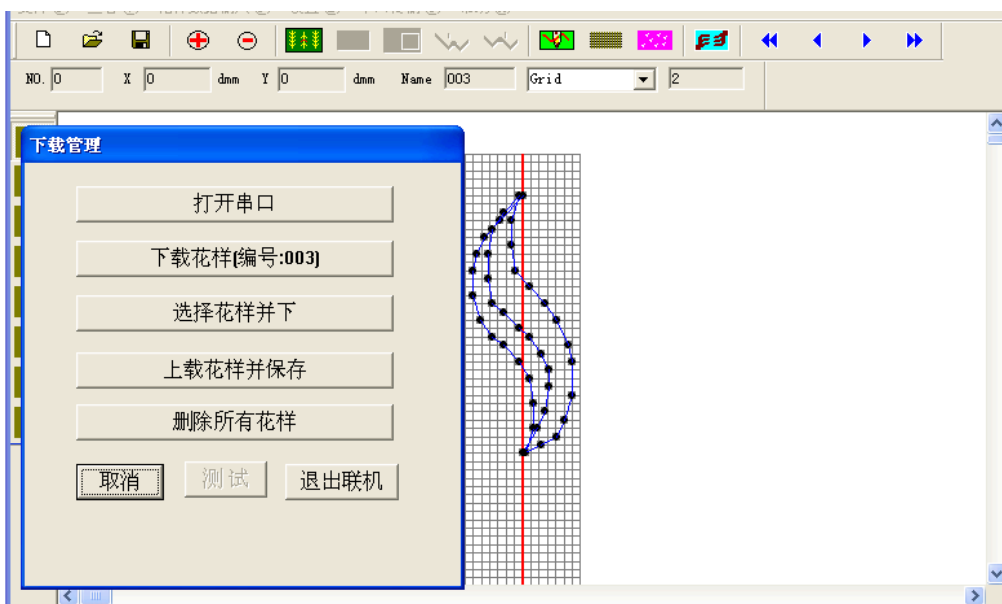 NO. 0 X 0 dmm Y 0 dmm Name 003 Grid 2
下载管理
打开串口
下载花样(编号:003)
选择花样并下
上载花样并保存
删除所有花样
取消 测 试 退出联机